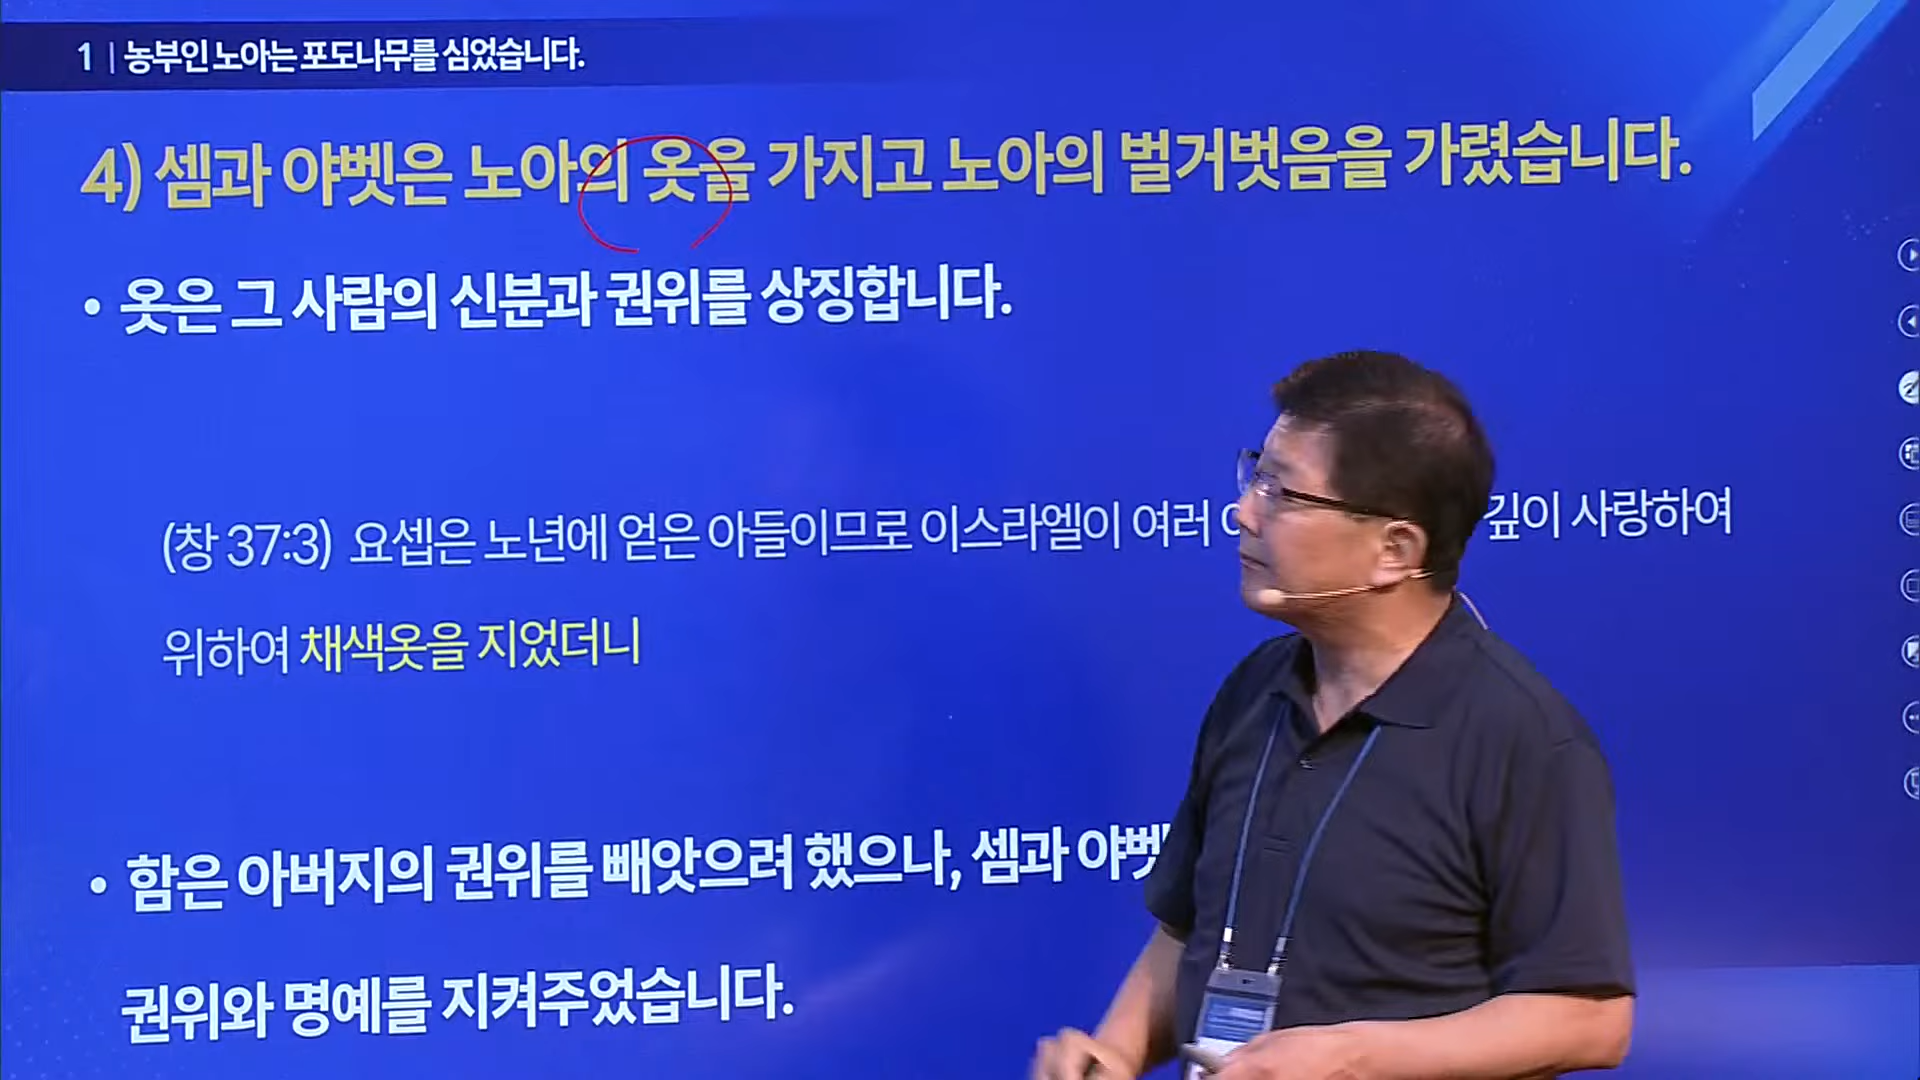 1 | 농부인 노아는 포도나무를 심었습니다.
4) 셈과 야벳은 노아의 옷을 가지고 노아의 벌거벗음을 가렸습니다.
• 옷은 그 사람의 신분과 권위를 상징합니다.
(창 37:3) 요셉은 노년에 얻은 아들이므로 이스라엘이 여러 깊이 사랑하여
위하여 채색옷을 지었더니
• 함은 아버지의 권위를 빼앗으려 했으나, 셈과 야벳
권위와 명예를 지켜주었습니다.